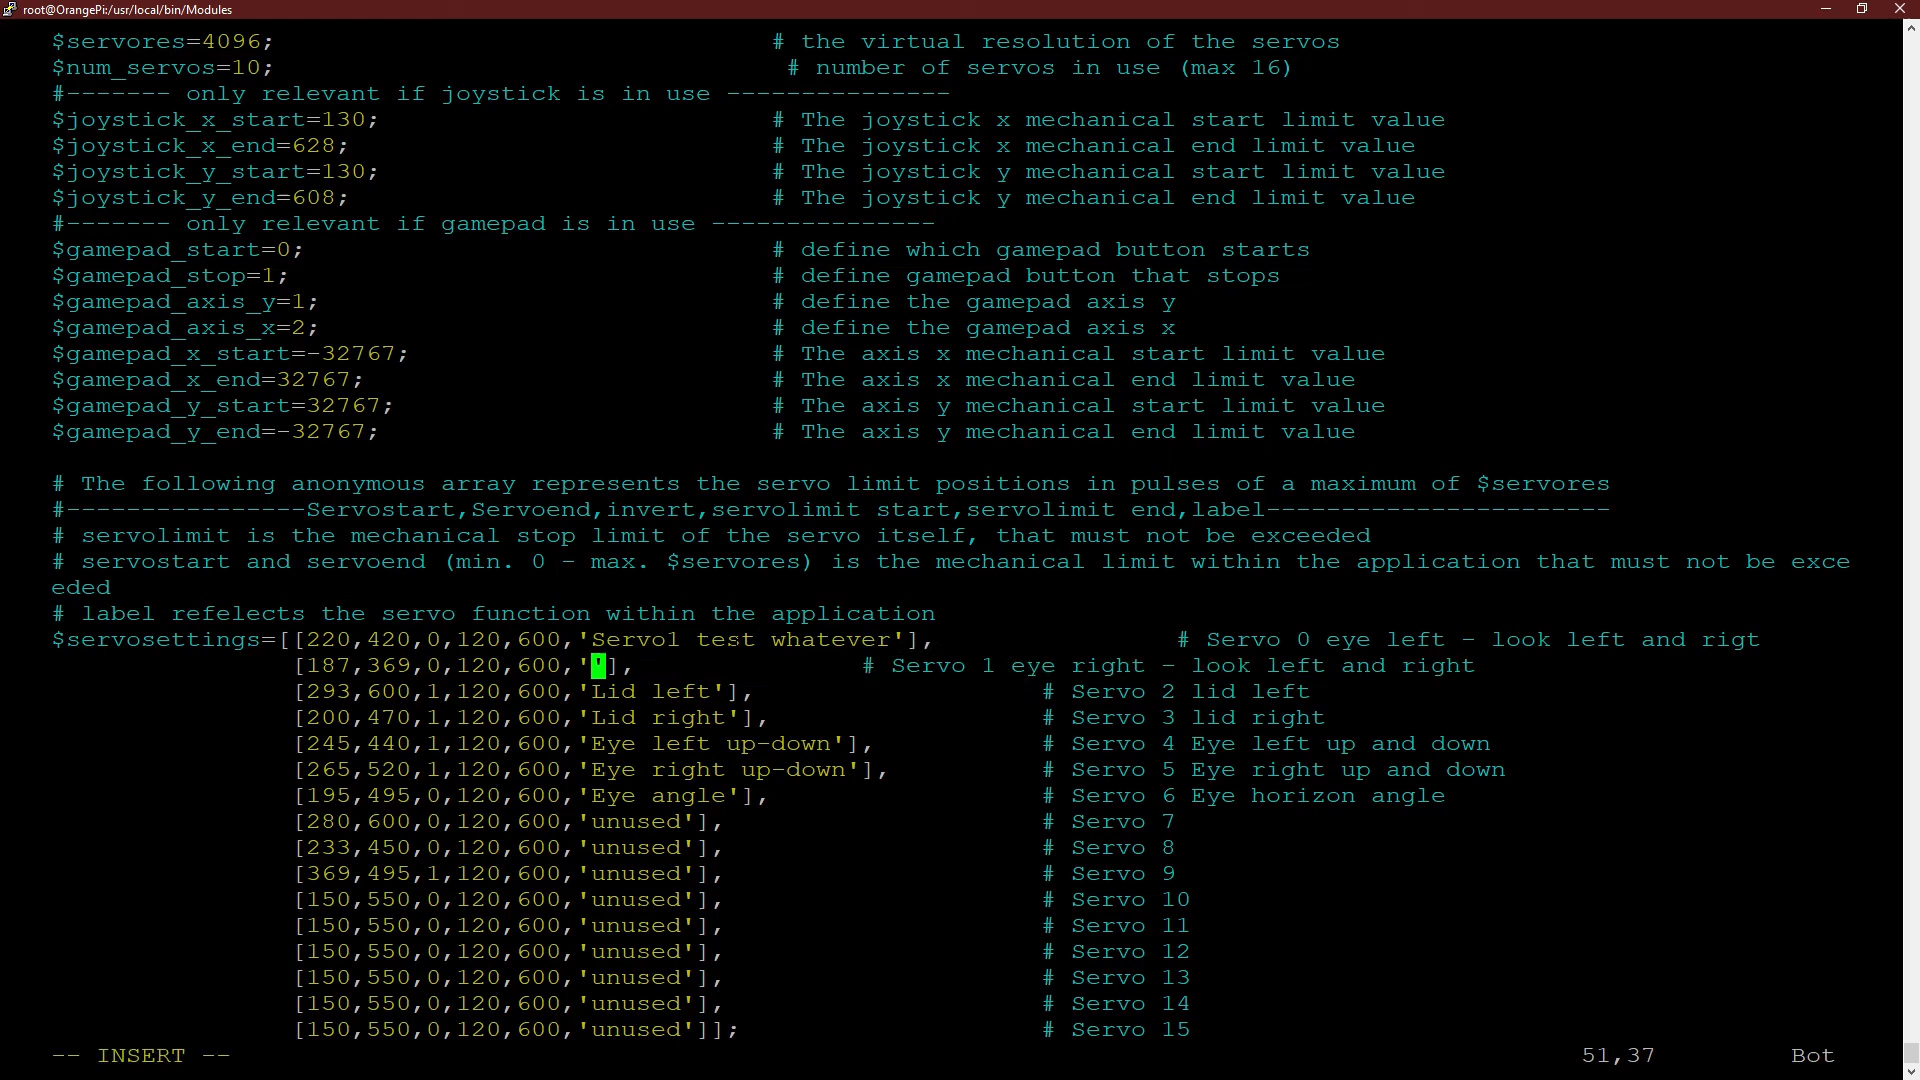 root@OrangePi:/usr/local/bin/Modules
$servores=4096; # the virtual resolution of the servos
$num_servos=10; # number of servos in use (max 16)
#------- only relevant if joystick is in use ---------------
$joystick_x_start=130; # The joystick x mechanical start limit value
$joystick_x_end=628; # The joystick x mechanical end limit value
$joystick_y_start=130; # The joystick y mechanical start limit value
$joystick_y_end=608; # The joystick y mechanical end limit value
#------- only relevant if gamepad is in use ---------------
$gamepad_start=0; # define which gamepad button starts
$gamepad_stop=1; # define gamepad button that stops
$gamepad_axis_y=1; # define the gamepad axis y
$gamepad_axis_x=2; # define the gamepad axis x
$gamepad_x_start=-32767; # The axis x mechanical start limit value
$gamepad_x_end=32767; # The axis x mechanical end limit value
$gamepad_y_start=32767; # The axis y mechanical start limit value
$gamepad_y_end=-32767; # The axis y mechanical end limit value
# The following anonymous array represents the servo limit positions in pulses of a maximum of $servores
#----------------Servostart,Servoend,invert,servolimit start,servolimit end,label-----------------------
# servolimit is the mechanical stop limit of the servo itself, that must not be exceeded
# servostart and servoend (min. 0 - max. $servores) is the mechanical limit within the application that must not be exce
eded
# label refelects the servo function within the application
$servosettings=[[220,420,0,120,600,'Servo1 test whatever'], # Servo 0 eye left - look left and rigt
[187,369,0,120,600,''], # Servo 1 eye right - look left and right
[293,600,1,120,600,'Lid left'], # Servo 2 lid left
[200,470,1,120,600,'Lid right'], # Servo 3 lid right
[245,440,1,120,600,'Eye left up-down'], # Servo 4 Eye left up and down
[265,520,1,120,600,'Eye right up-down'], # Servo 5 Eye right up and down
[195,495,0,120,600,'Eye angle'], # Servo 6 Eye horizon angle
[280,600,0,120,600,'unused'], # Servo 7
[233,450,0,120,600,'unused'], # Servo 8
[369,495,1,120,600,'unused'], # Servo 9
[150,550,0,120,600,'unused'], # Servo 10
[150,550,0,120,600,'unused'], # Servo 11
[150,550,0,120,600,'unused'], # Servo 12
[150,550,0,120,600,'unused'], # Servo 13
[150,550,0,120,600,'unused'], # Servo 14
[150,550,0,120,600,'unused']]; # Servo 15
-- INSERT -- 51,37 Bot